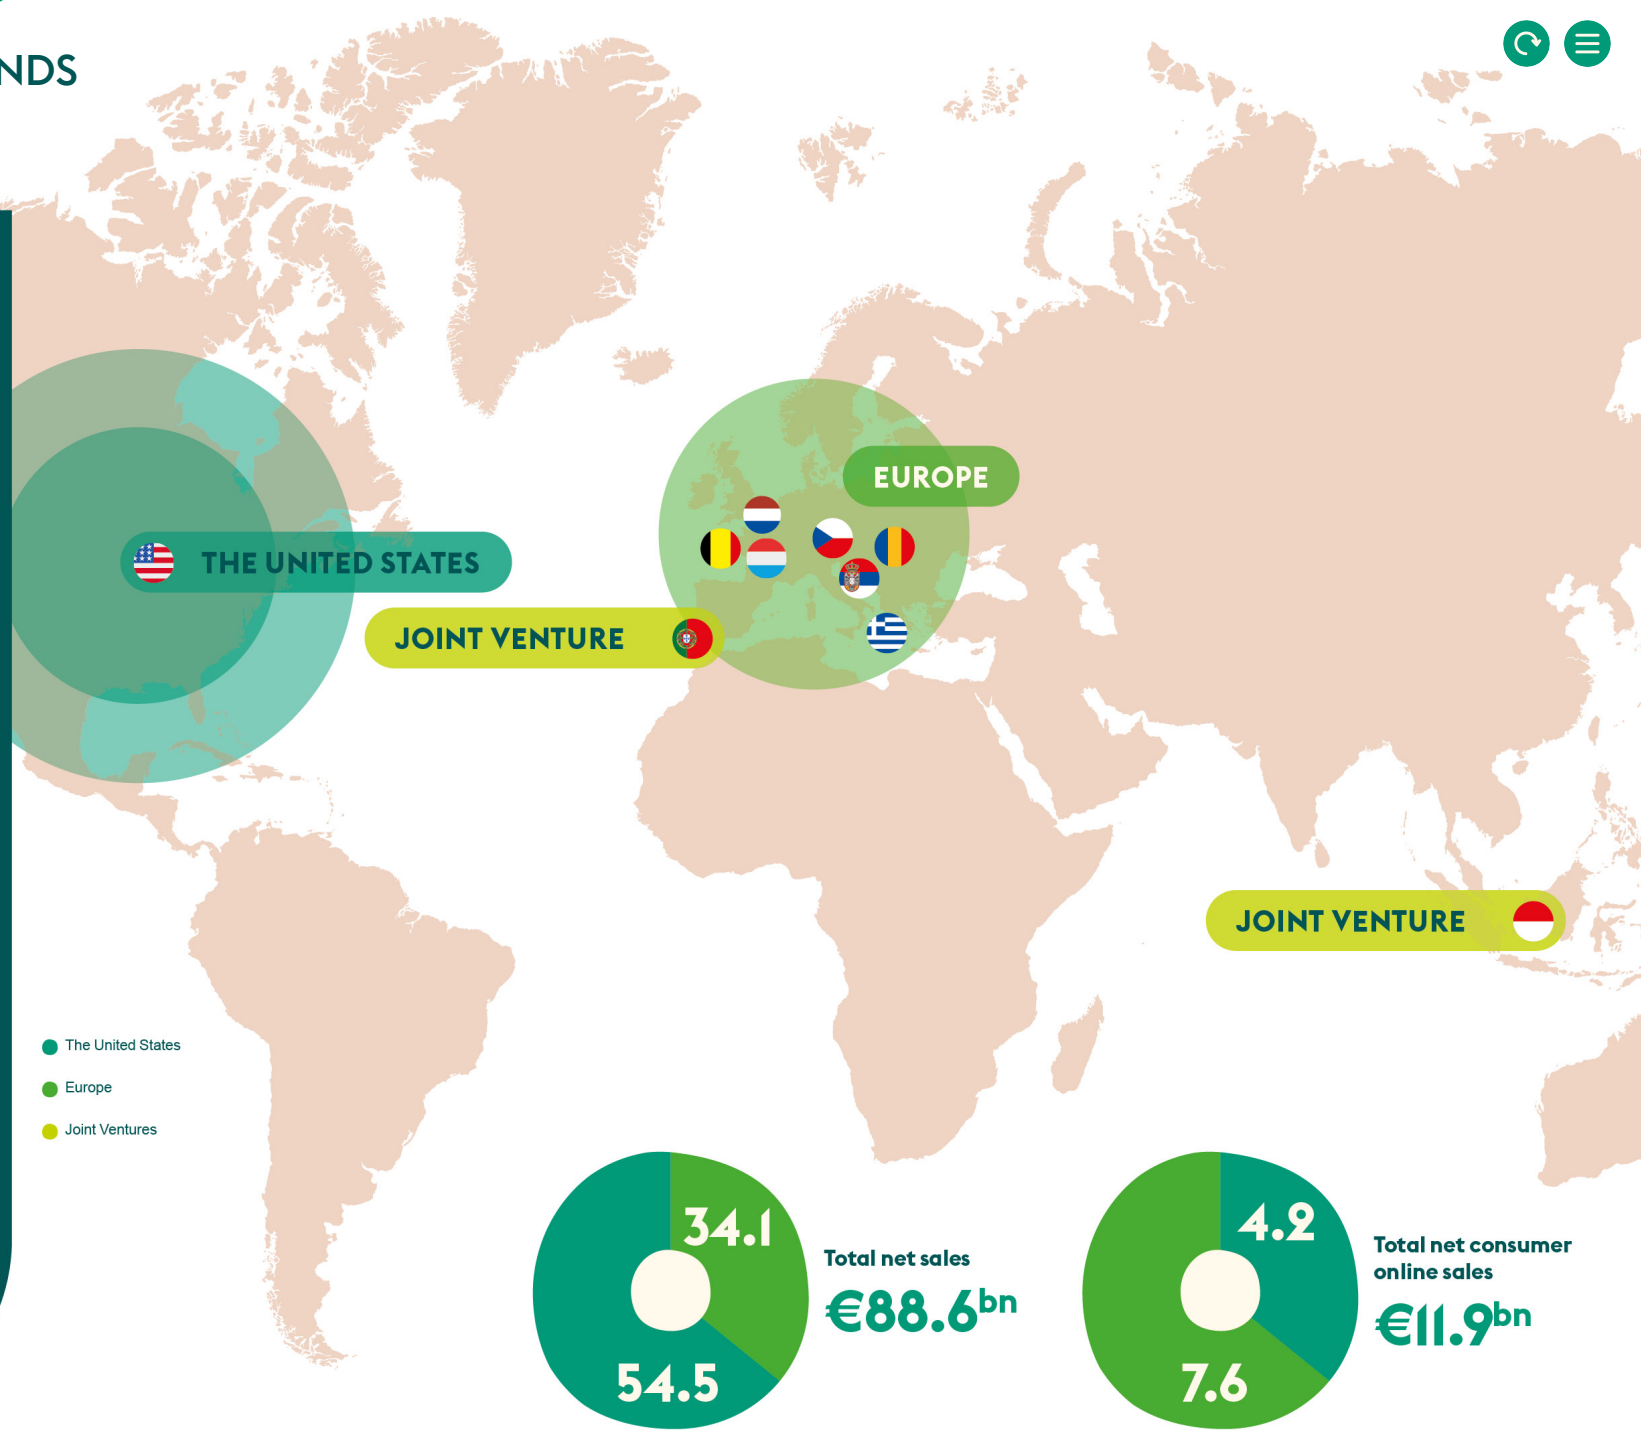 NDS
EUROPE
THE UNITED STATES
JOINT VENTURE
JOINT VENTURE
The United States
Europe
Joint Ventures
34.1
54.5
Total net sales
€88.6bn
4.2
7.6
Total net consumer
online sales
€11.9bn